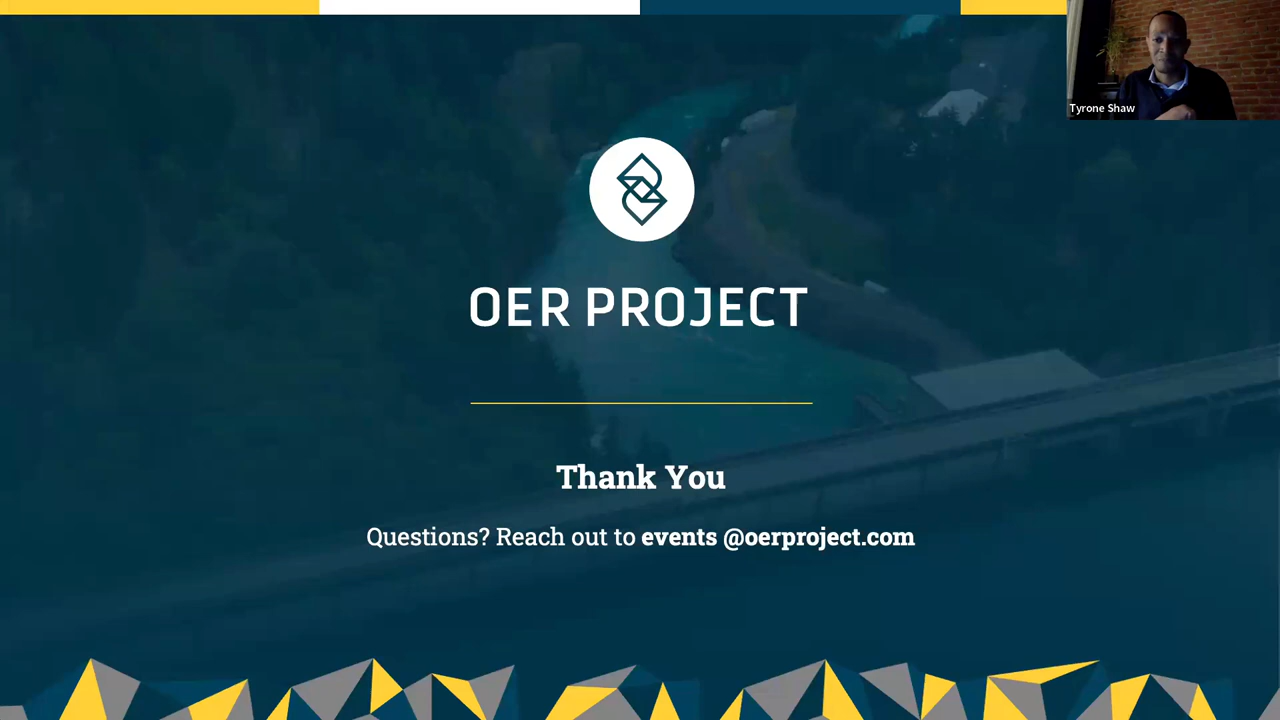 Tyrone Shaw
OER PROJECT
Thank You
Questions? Reach out to events @oerproject.com